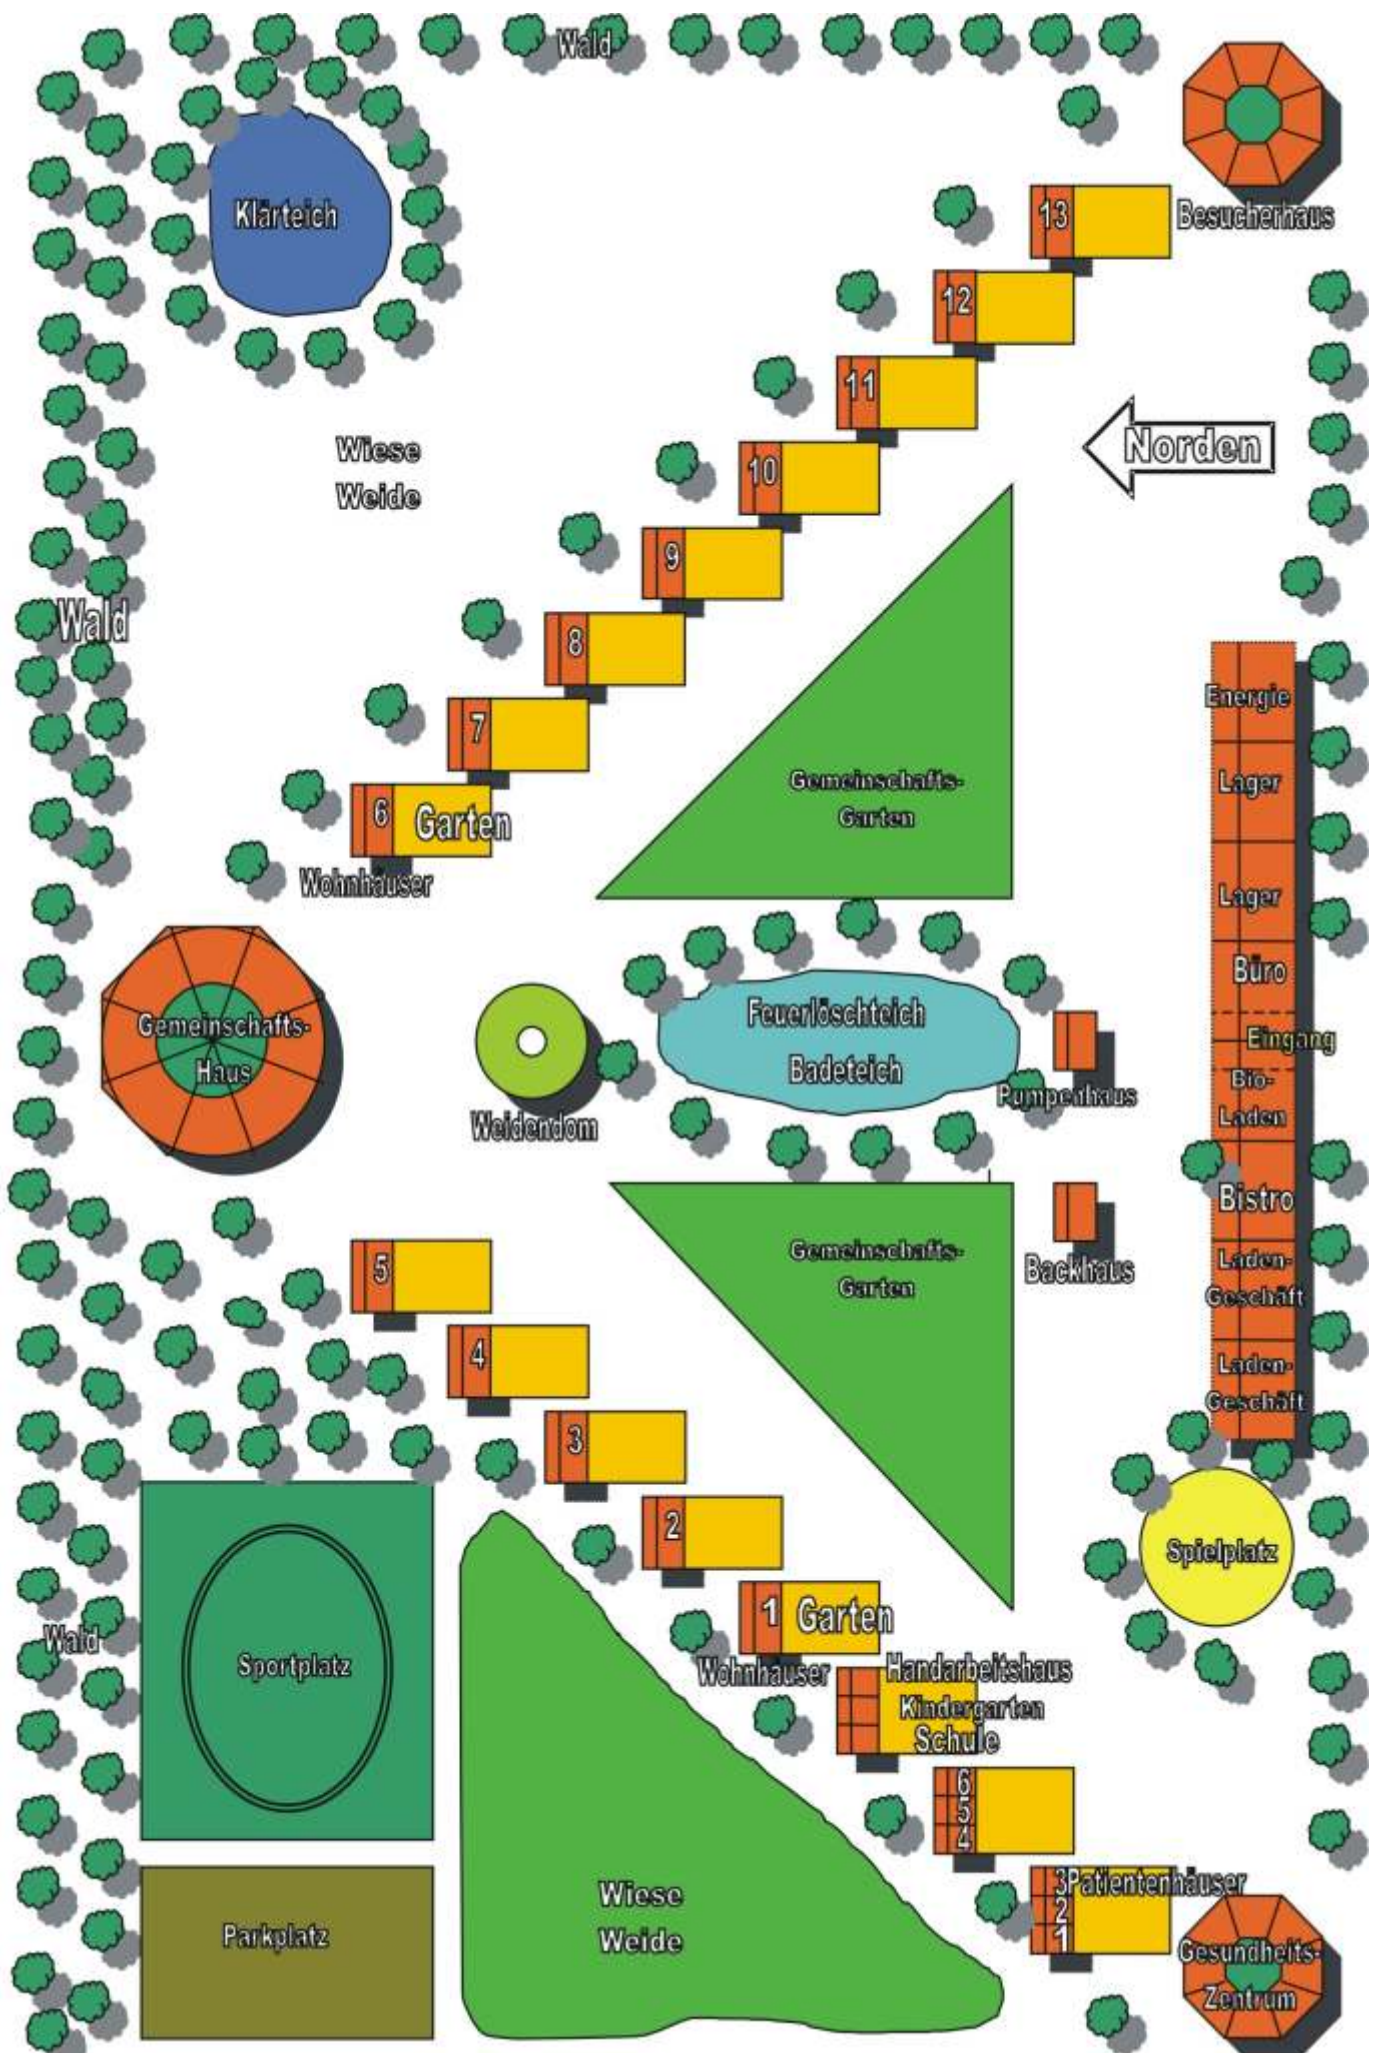 Wald
Klärteich
13
Besucherhaus
12
11
Wiese
Weide
Norden
10
9
Wald
8
Energie
7
Gemeinschafts-
Garten
Lager
6
Garten
Wohnhäuser
Lager
Büro
Gemeinschafts-
Haus
Feuerlöschteich
Badeteich
Eingang
Weidendom
Pumpenhaus
Bio-
Laden
Bistro
Gemeinschafts-
Garten
Backhaus
5
Laden-
Geschäft
4
Laden-
Geschäft
3
2
Spielplatz
1
Garten
Wald
Sportplatz
Wohnhäuser
Handarbeitshaus
Kindergarten
Schule
6
5
4
Wiese
Weide
3
Patientenhäuser
2
1
Parkplatz
Gesundheits-
Zentrum